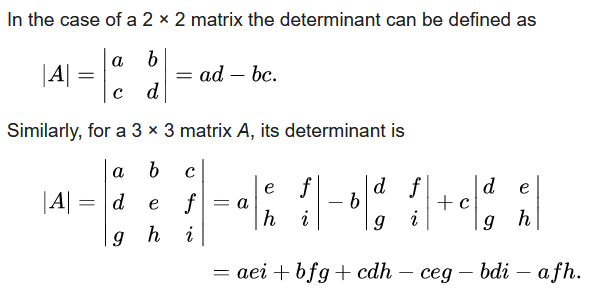 In the case of a 2 × 2 matrix the determinant can be defined as
|A| = |a b; c d| = ad − bc.
Similarly, for a 3 × 3 matrix A, its determinant is
|A| = |a b c; d e f; g h i| = a |e f; h i| − b |d f; g i| + c |d e; g h|
= aei + bfg + cdh − ceg − bdi − afh.